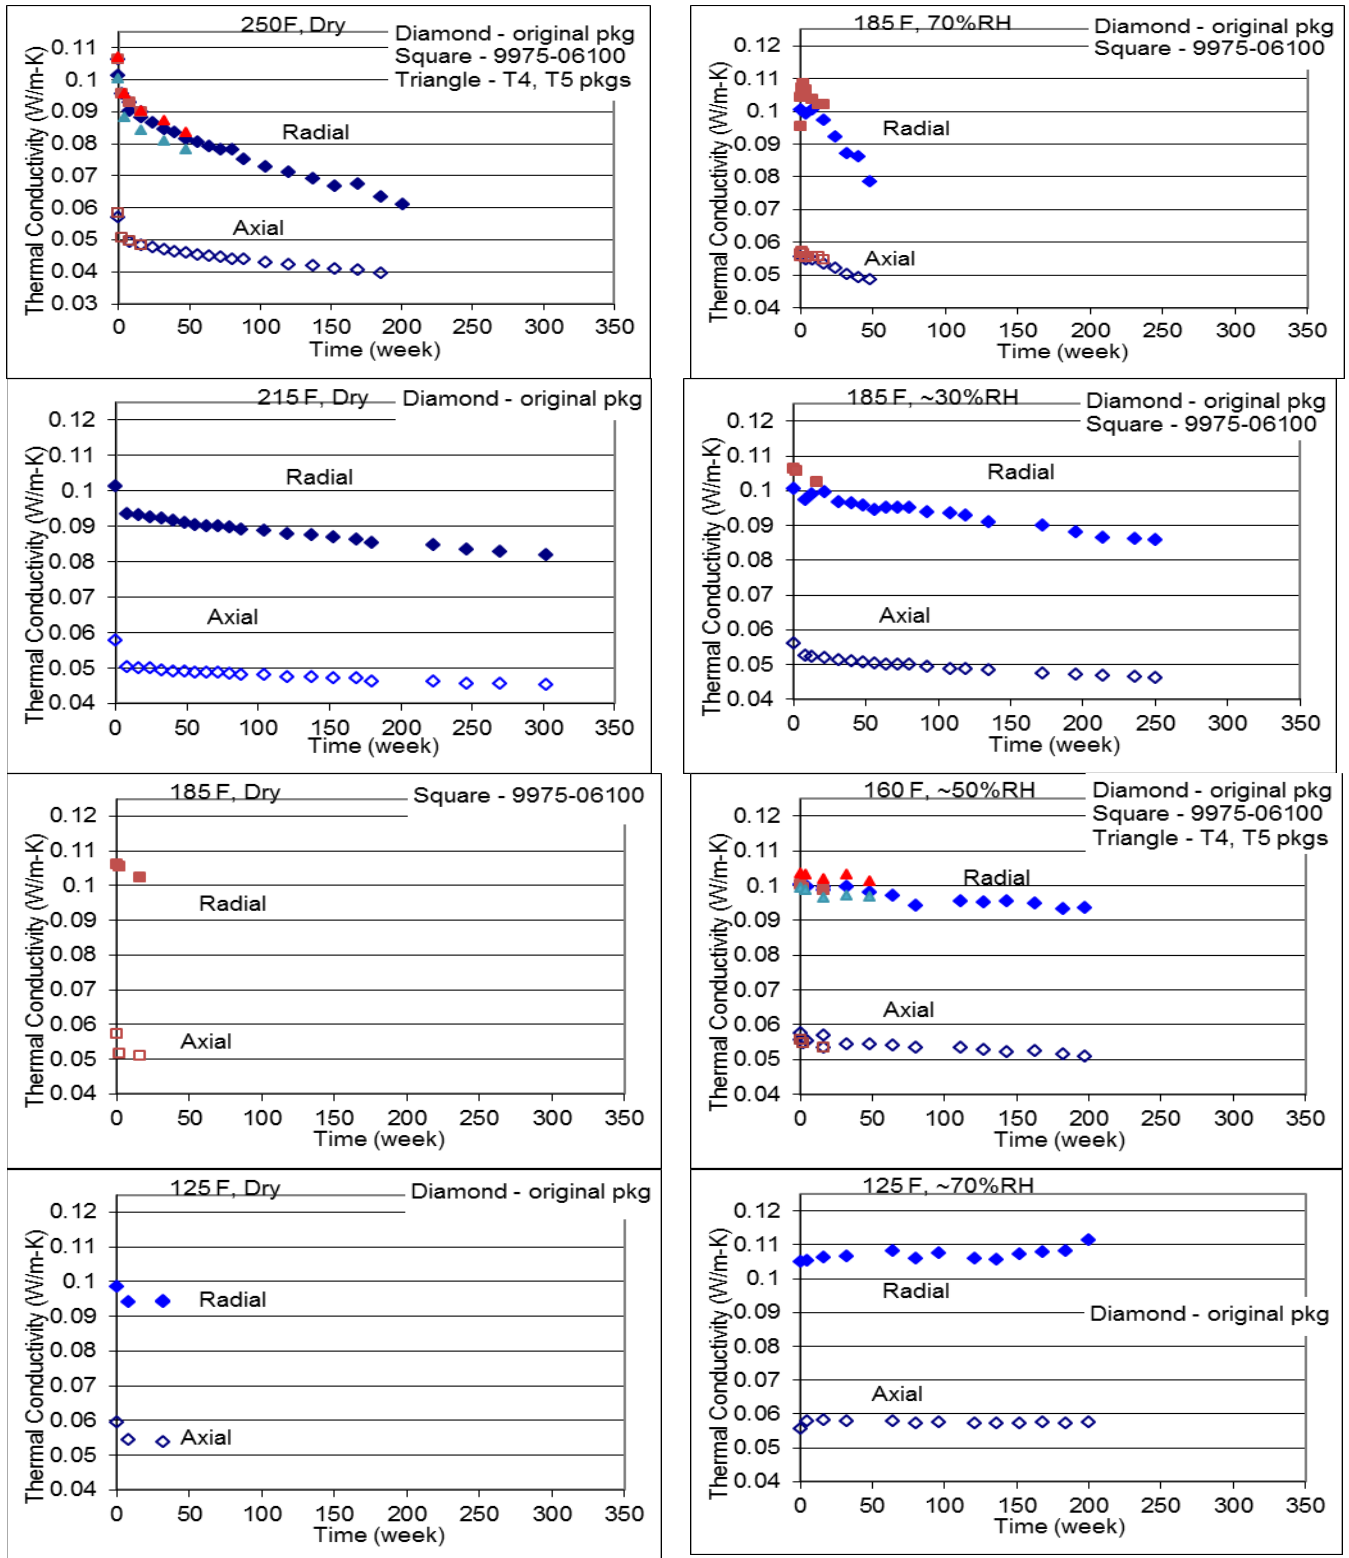 250F, Dry
Diamond - original pkg
Square - 9975-06100
Triangle - T4, T5 pkgs
Thermal Conductivity (W/m-K)
0.11
0.1
0.09
0.08
0.07
0.06
0.05
0.04
0.03
Radial
Axial
0 50 100 150 200 250 300 350
Time (week)
185 F, 70%RH
Diamond - original pkg
Square - 9975-06100
Thermal Conductivity (W/m-K)
0.12
0.11
0.1
0.09
0.08
0.07
0.06
0.05
0.04
Radial
Axial
0 50 100 150 200 250 300 350
Time (week)
215 F, Dry
Diamond - original pkg
Thermal Conductivity (W/m-K)
0.12
0.11
0.1
0.09
0.08
0.07
0.06
0.05
0.04
Radial
Axial
0 50 100 150 200 250 300 350
Time (week)
185 F, ~30%RH
Diamond - original pkg
Square - 9975-06100
Thermal Conductivity (W/m-K)
0.12
0.11
0.1
0.09
0.08
0.07
0.06
0.05
0.04
Radial
Axial
0 50 100 150 200 250 300 350
Time (week)
185 F, Dry
Square - 9975-06100
Thermal Conductivity (W/m-K)
0.12
0.11
0.1
0.09
0.08
0.07
0.06
0.05
0.04
Radial
Axial
0 50 100 150 200 250 300 350
Time (week)
160 F, ~50%RH
Diamond - original pkg
Square - 9975-06100
Triangle - T4, T5 pkgs
Thermal Conductivity (W/m-K)
0.12
0.11
0.1
0.09
0.08
0.07
0.06
0.05
0.04
Radial
Axial
0 50 100 150 200 250 300 350
Time (week)
125 F, Dry
Diamond - original pkg
Thermal Conductivity (W/m-K)
0.12
0.11
0.1
0.09
0.08
0.07
0.06
0.05
0.04
Radial
Axial
0 50 100 150 200 250 300 350
Time (week)
125 F, ~70%RH
Thermal Conductivity (W/m-K)
0.12
0.11
0.1
0.09
0.08
0.07
0.06
0.05
0.04
Radial
Diamond - original pkg
Axial
0 50 100 150 200 250 300 350
Time (week)